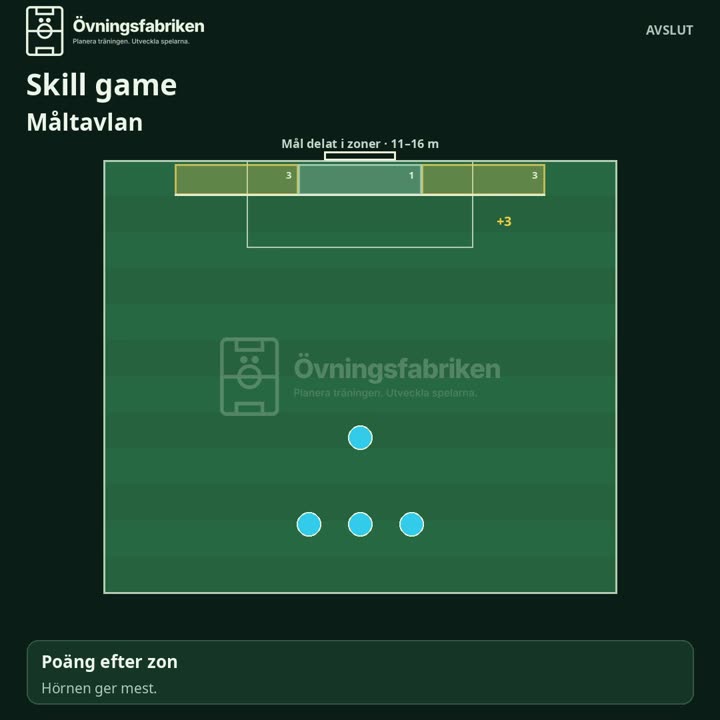 Övningsfabriken
Planera träningen. Utveckla spelarna.
AVSLUT
Skill game
Måltavlan
Mål delat i zoner · 11–16 m
3
1
3
+3
Övningsfabriken
Planera träningen. Utveckla spelarna.
Poäng efter zon
Hörnen ger mest.